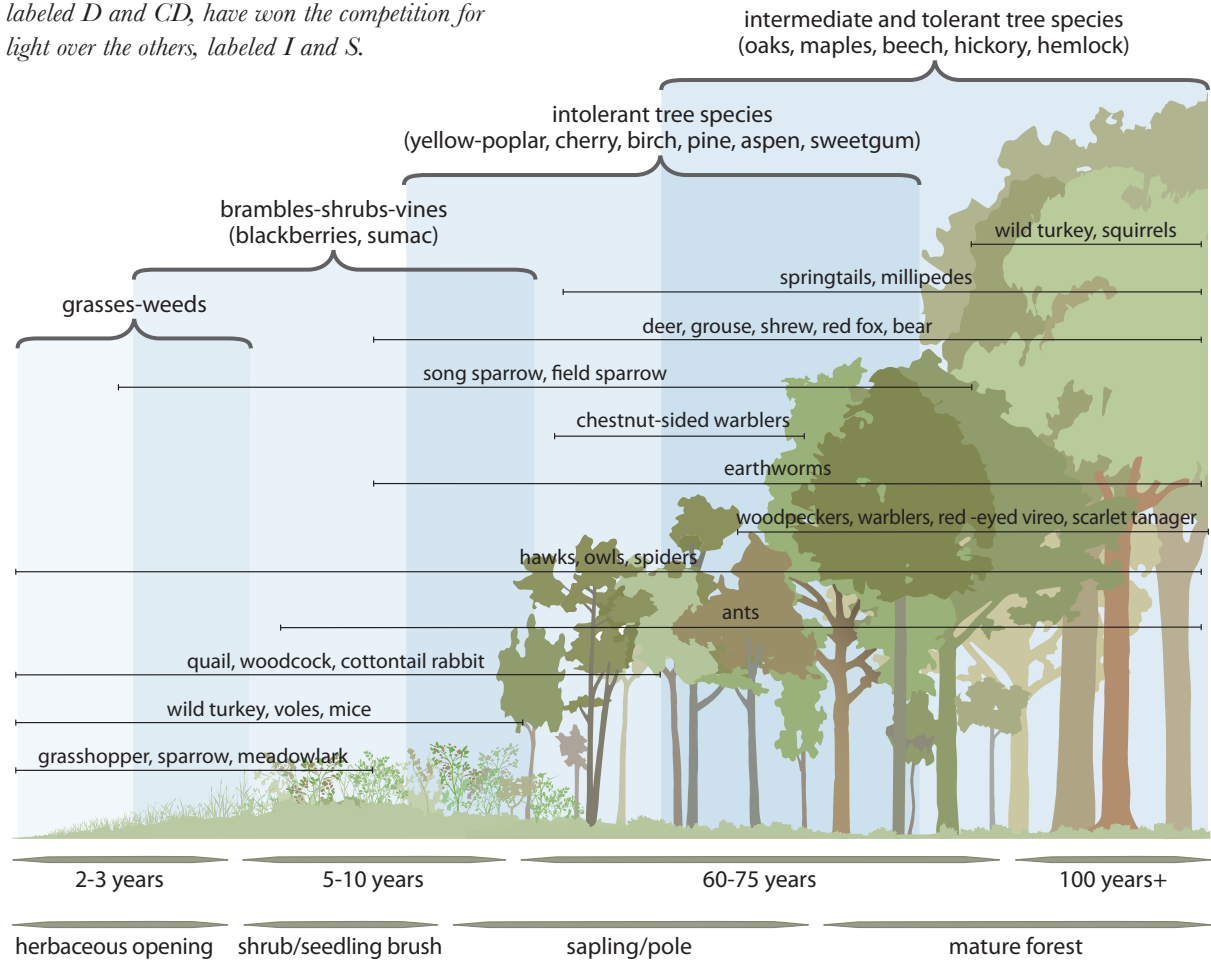 labeled D and CD, have won the competition for
light over the others, labeled I and S.
intermediate and tolerant tree species
(oaks, maples, beech, hickory, hemlock)
intolerant tree species
(yellow-poplar, cherry, birch, pine, aspen, sweetgum)
brambles-shrubs-vines
(blackberries, sumac)
grasses-weeds
wild turkey, squirrels
springtails, millipedes
deer, grouse, shrew, red fox, bear
song sparrow, field sparrow
chestnut-sided warblers
earthworms
woodpeckers, warblers, red -eyed vireo, scarlet tanager
hawks, owls, spiders
ants
quail, woodcock, cottontail rabbit
wild turkey, voles, mice
grasshopper, sparrow, meadowlark
2-3 years
5-10 years
60-75 years
100 years+
herbaceous opening
shrub/seedling brush
sapling/pole
mature forest